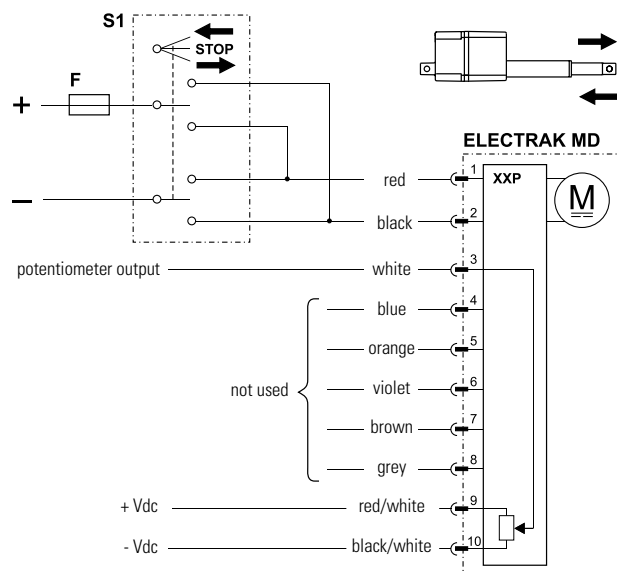 S1
STOP
F
+
−
ELECTRAK MD
XXP
M
red 1
black 2
potentiometer output white 3
blue 4
orange 5
not used violet 6
brown 7
grey 8
+ Vdc red/white 9
- Vdc black/white 10